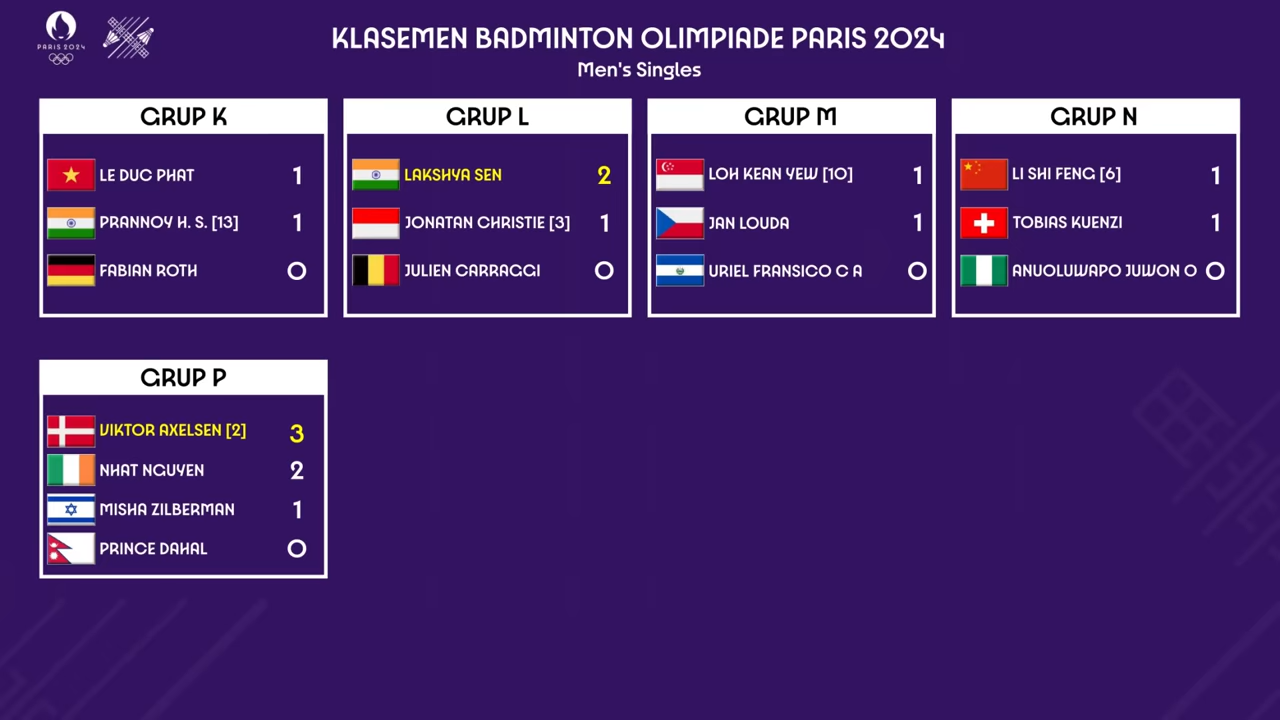 PARIS 2024
KLASEMEN BADMINTON OLIMPIADE PARIS 2024
Men's Singles
GRUP K
LE DUC PHAT 1
PRANNOY H. S. [13] 1
FABIAN ROTH 0
GRUP L
LAKSHYA SEN 2
JONATAN CHRISTIE [3] 1
JULIEN CARRAGGI 0
GRUP M
LOH KEAN YEW [10] 1
JAN LOUDA 1
URIEL FRANSICO C A 0
GRUP N
LI SHI FENG [6] 1
TOBIAS KUENZI 1
ANUOLUWAPO JUWON O 0
GRUP P
VIKTOR AXELSEN [2] 3
NHAT NGUYEN 2
MISHA ZILBERMAN 1
PRINCE DAHAL 0